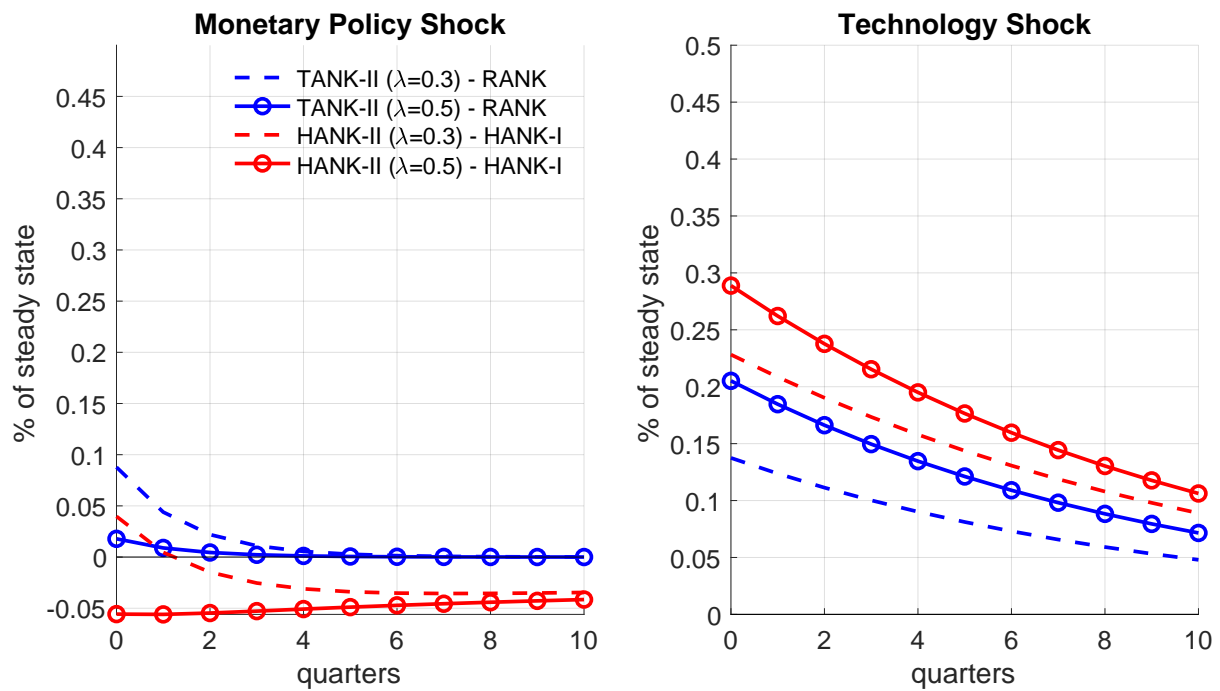 Monetary Policy Shock
% of steady state
0.45
0.4
0.35
0.3
0.25
0.2
0.15
0.1
0.05
0
-0.05
TANK-II (λ=0.3) - RANK
TANK-II (λ=0.5) - RANK
HANK-II (λ=0.3) - HANK-I
HANK-II (λ=0.5) - HANK-I
0 2 4 6 8 10
quarters
Technology Shock
% of steady state
0.5
0.45
0.4
0.35
0.3
0.25
0.2
0.15
0.1
0.05
0
0 2 4 6 8 10
quarters